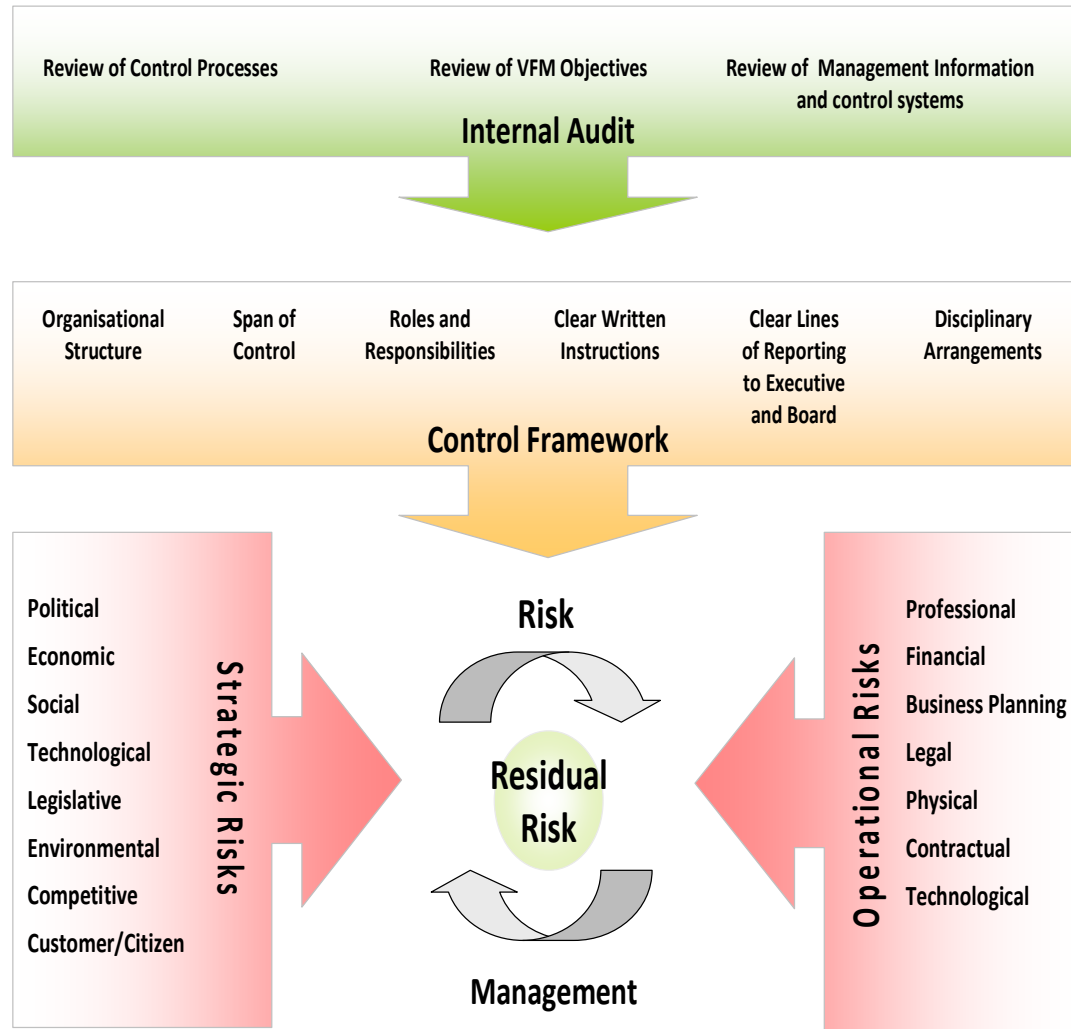 Review of Control Processes
Review of VFM Objectives
Review of Management Information
and control systems
Internal Audit
Organisational
Structure
Span of
Control
Roles and
Responsibilities
Clear Written
Instructions
Clear Lines
of Reporting
to Executive
and Board
Disciplinary
Arrangements
Control Framework
Political
Economic
Social
Technological
Legislative
Environmental
Competitive
Customer/Citizen
Strategic Risks
Risk
Residual
Risk
Management
Operational Risks
Professional
Financial
Business Planning
Legal
Physical
Contractual
Technological